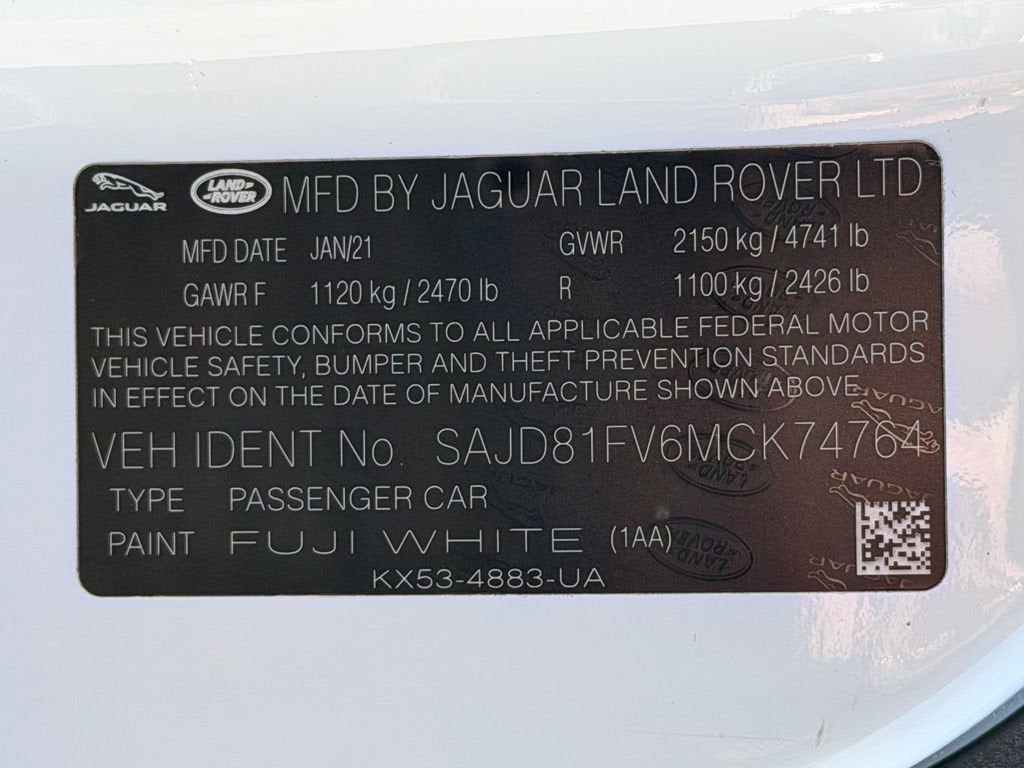 JAGUAR LAND ROVER MFD BY JAGUAR LAND ROVER LTD
MFD DATE JAN/21 GVWR 2150 kg / 4741 lb
GAWR F 1120 kg / 2470 lb R 1100 kg / 2426 lb
THIS VEHICLE CONFORMS TO ALL APPLICABLE FEDERAL MOTOR
VEHICLE SAFETY, BUMPER AND THEFT PREVENTION STANDARDS
IN EFFECT ON THE DATE OF MANUFACTURE SHOWN ABOVE.
VEH IDENT No. SAJD81FV6MCK74764
TYPE PASSENGER CAR
PAINT FUJI WHITE (1AA)
KX53-4883-UA